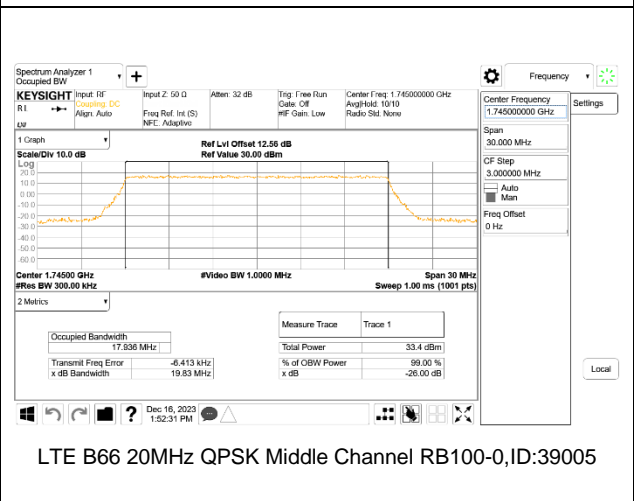 Spectrum Analyzer 1
Occupied BW
+
Frequency
KEYSIGHT
RL
Input: RF
Coupling: DC
Align: Auto
Input Z: 50 Ω
Freq Ref: Int (S)
NFE: Adaptive
Atten: 32 dB
Trig: Free Run
Gate: Off
#IF Gain: Low
Center Freq: 1.745000000 GHz
Avg|Hold: 10/10
Radio Std: None
Center Frequency
1.745000000 GHz
Settings
Span
30.000 MHz
CF Step
3.000000 MHz
Auto
Man
Freq Offset
0 Hz
1 Graph
Ref Lvl Offset 12.56 dB
Scale/Div 10.0 dB
Ref Value 30.00 dBm
Log
20.0
10.0
0.00
-10.0
-20.0
-30.0
-40.0
-50.0
-60.0
Center 1.74500 GHz
#Video BW 1.0000 MHz
Span 30 MHz
#Res BW 300.00 kHz
Sweep 1.00 ms (1001 pts)
2 Metrics
Measure Trace
Trace 1
Occupied Bandwidth
17.936 MHz
Total Power
33.4 dBm
Transmit Freq Error
-6.413 kHz
% of OBW Power
99.00 %
x dB Bandwidth
19.83 MHz
x dB
-26.00 dB
Local
?
Dec 16, 2023
1:52:31 PM
LTE B66 20MHz QPSK Middle Channel RB100-0,ID:39005